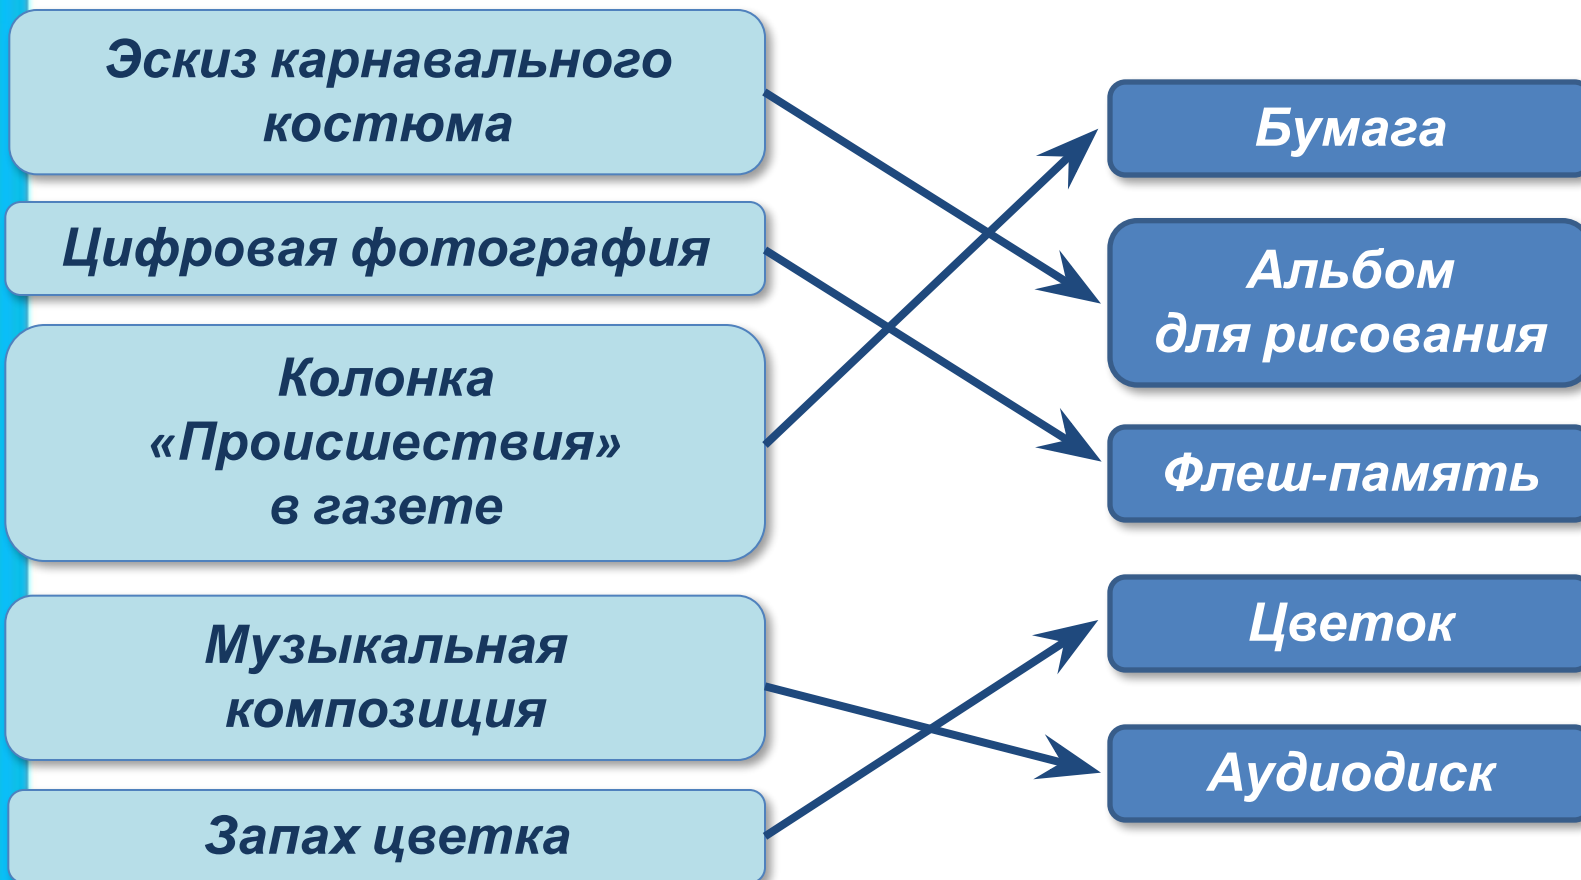 Эскиз карнавального
костюма
Цифровая фотография
Колонка
«Происшествия»
в газете
Музыкальная
композиция
Запах цветка
Бумага
Альбом
для рисования
Флеш-память
Цветок
Аудиодиск